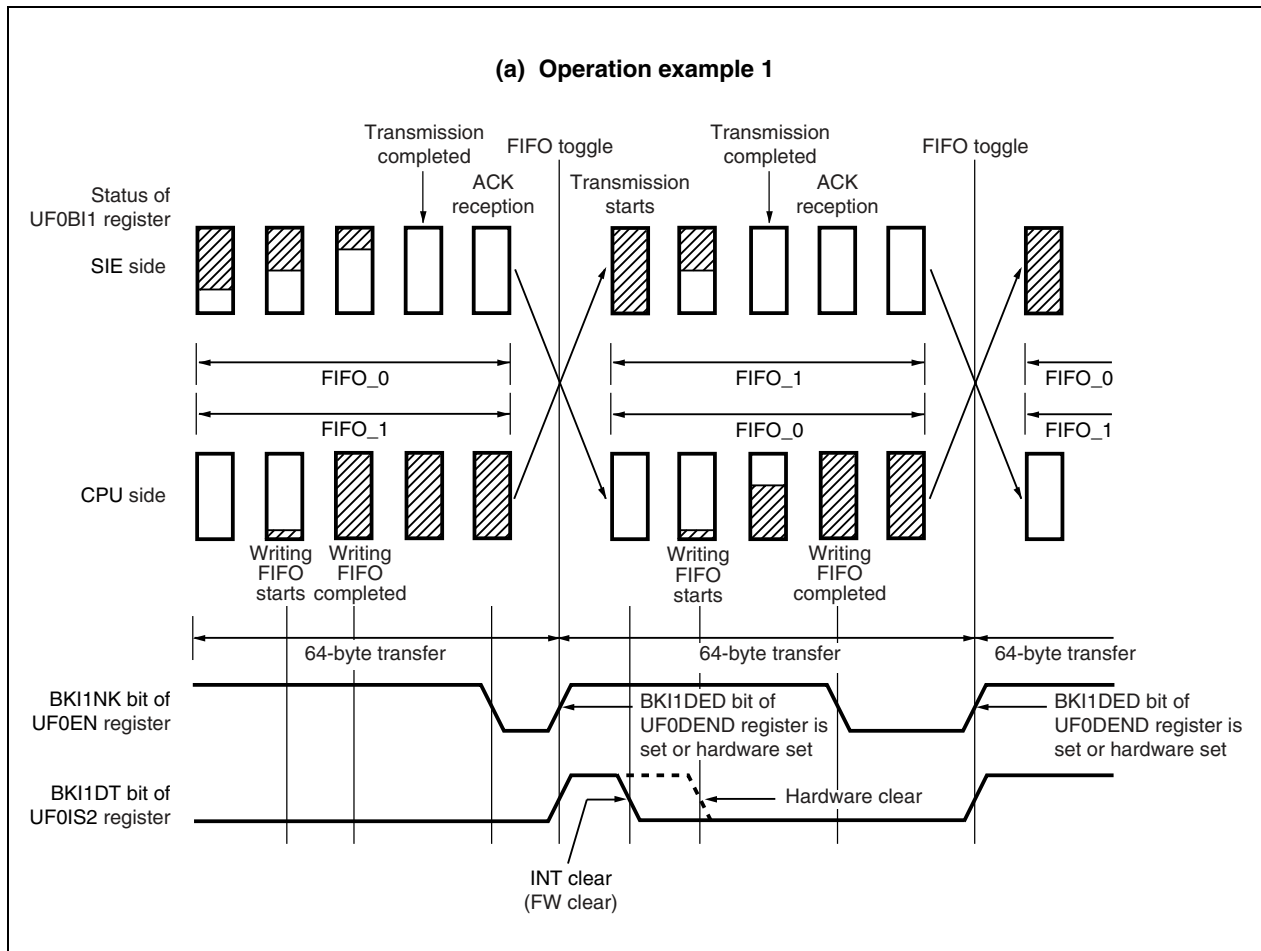 (a) Operation example 1
Transmission
completed
FIFO toggle
Transmission
completed
FIFO toggle
Status of
UF0BI1 register
ACK
reception
Transmission
starts
ACK
reception
SIE side
FIFO_0
FIFO_1
FIFO_0
FIFO_1
FIFO_0
FIFO_1
CPU side
Writing
FIFO
starts
Writing
FIFO
completed
Writing
FIFO
starts
Writing
FIFO
completed
64-byte transfer
64-byte transfer
64-byte transfer
BKI1NK bit of
UF0EN register
BKI1DED bit of
UF0DEND register is
set or hardware set
BKI1DED bit of
UF0DEND register is
set or hardware set
BKI1DT bit of
UF0IS2 register
Hardware clear
INT clear
(FW clear)